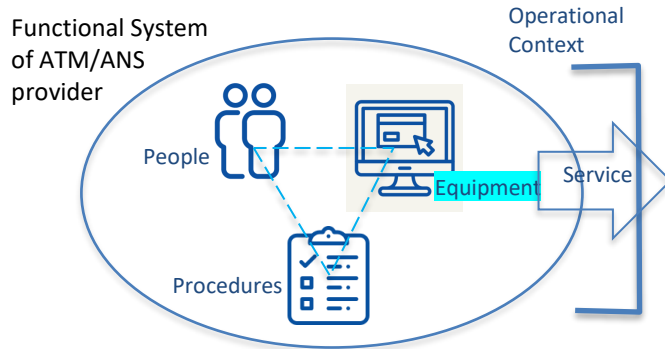 Functional System
of ATM/ANS
provider
Operational
Context
People
Equipment
Service
Procedures